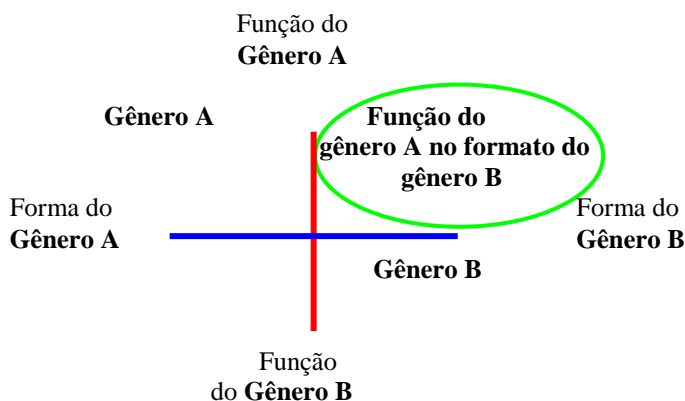 Função do
Gênero A
Gênero A
Função do
gênero A no formato do
gênero B
Forma do
Gênero A
Forma do
Gênero B
Gênero B
Função
do Gênero B